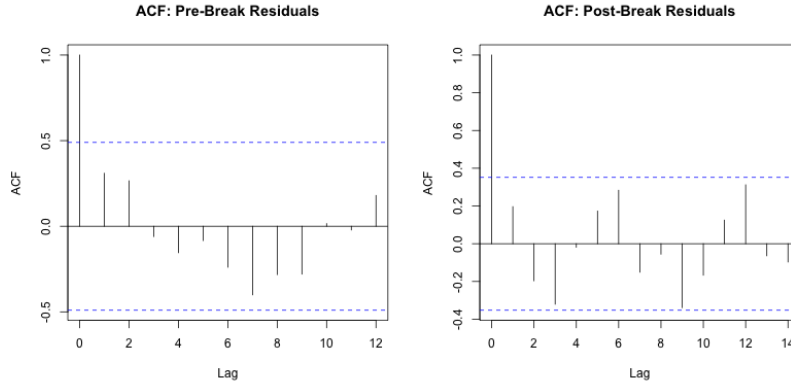 ACF: Pre-Break Residuals
ACF
1.0
0.5
0.0
-0.5
0 2 4 6 8 10 12
Lag
ACF: Post-Break Residuals
ACF
1.0
0.8
0.6
0.4
0.2
0.0
-0.2
-0.4
0 2 4 6 8 10 12 14
Lag